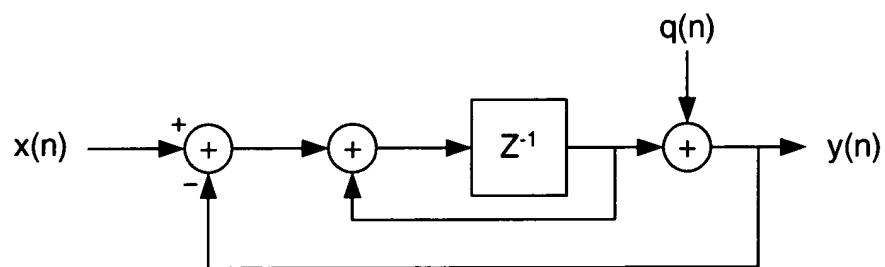 q(n)
x(n)
+
+
−
+
Z⁻¹
+
y(n)